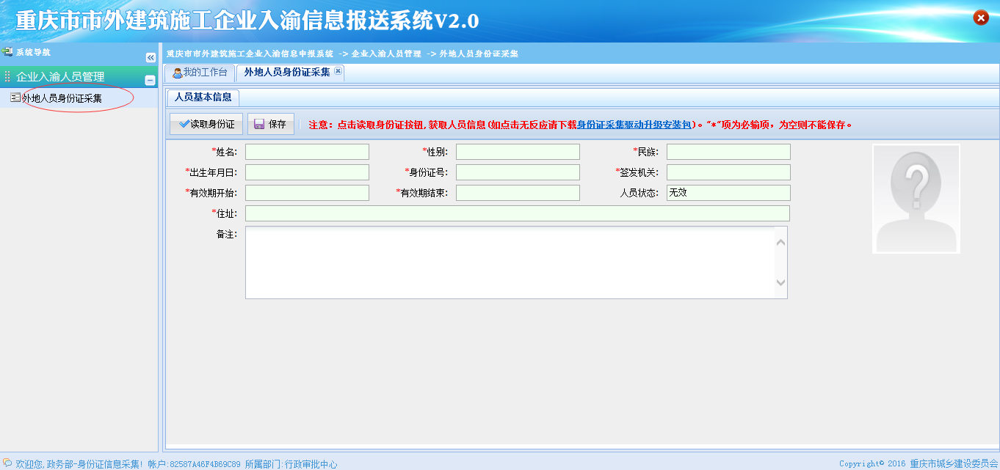 重庆市市外建筑施工企业入渝信息报送系统V2.0
系统导航
重庆市市外建筑施工企业入渝信息申报系统 -> 企业入渝人员管理 -> 外地人员身份证采集
企业入渝人员管理
外地人员身份证采集
我的工作台 外地人员身份证采集
人员基本信息
读取身份证 保存 注意：点击读取身份证按钮,获取人员信息(如点击无反应请下载身份证采集驱动升级安装包)。"*"项为必输项，为空则不能保存。
*姓名: *性别: *民族:
*出生年月日: *身份证号: *签发机关:
*有效期开始: *有效期结束: 人员状态: 无效
*住址:
备注:
欢迎您,政务部-身份证信息采集! 帐户:82587A46F4B69C89 所属部门:行政审批中心 Copyright© 2016 重庆市城乡建设委员会